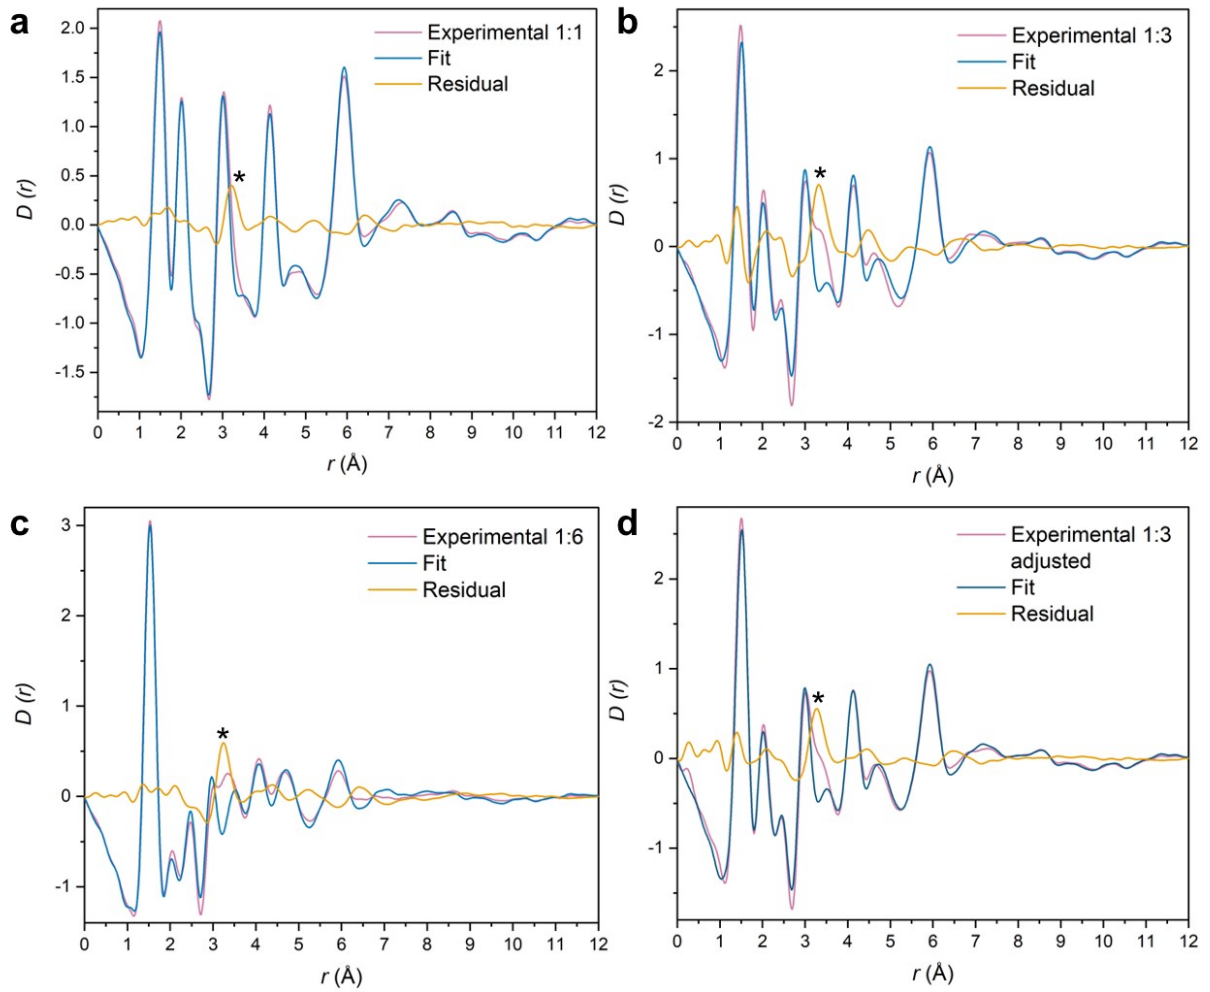 a
2.0
1.5
1.0
0.5
0.0
-0.5
-1.0
-1.5
D (r)
Experimental 1:1
Fit
Residual
*
0 1 2 3 4 5 6 7 8 9 10 11 12
r (Å)
b
2
1
0
-1
-2
D (r)
Experimental 1:3
Fit
Residual
*
0 1 2 3 4 5 6 7 8 9 10 11 12
r (Å)
c
3
2
1
0
-1
D (r)
Experimental 1:6
Fit
Residual
*
0 1 2 3 4 5 6 7 8 9 10 11 12
r (Å)
d
2
1
0
-1
D (r)
Experimental 1:3
adjusted
Fit
Residual
*
0 1 2 3 4 5 6 7 8 9 10 11 12
r (Å)